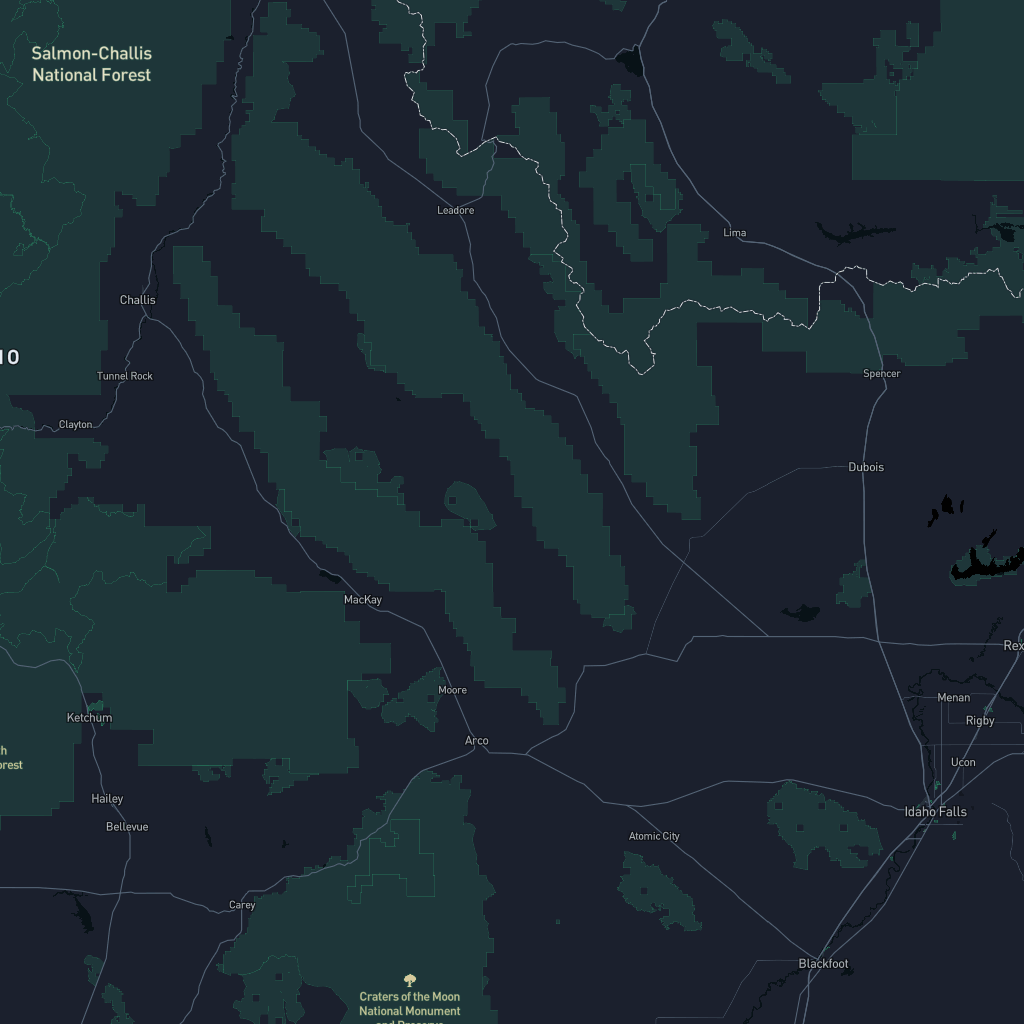 Salmon-Challis
National Forest
Leadore
Lima
Challis
Tunnel Rock
Spencer
Clayton
Dubois
MacKay
Moore
Menan
Ketchum
Rigby
Arco
Ucon
Hailey
Idaho Falls
Bellevue
Atomic City
Carey
Blackfoot
Craters of the Moon
National Monument